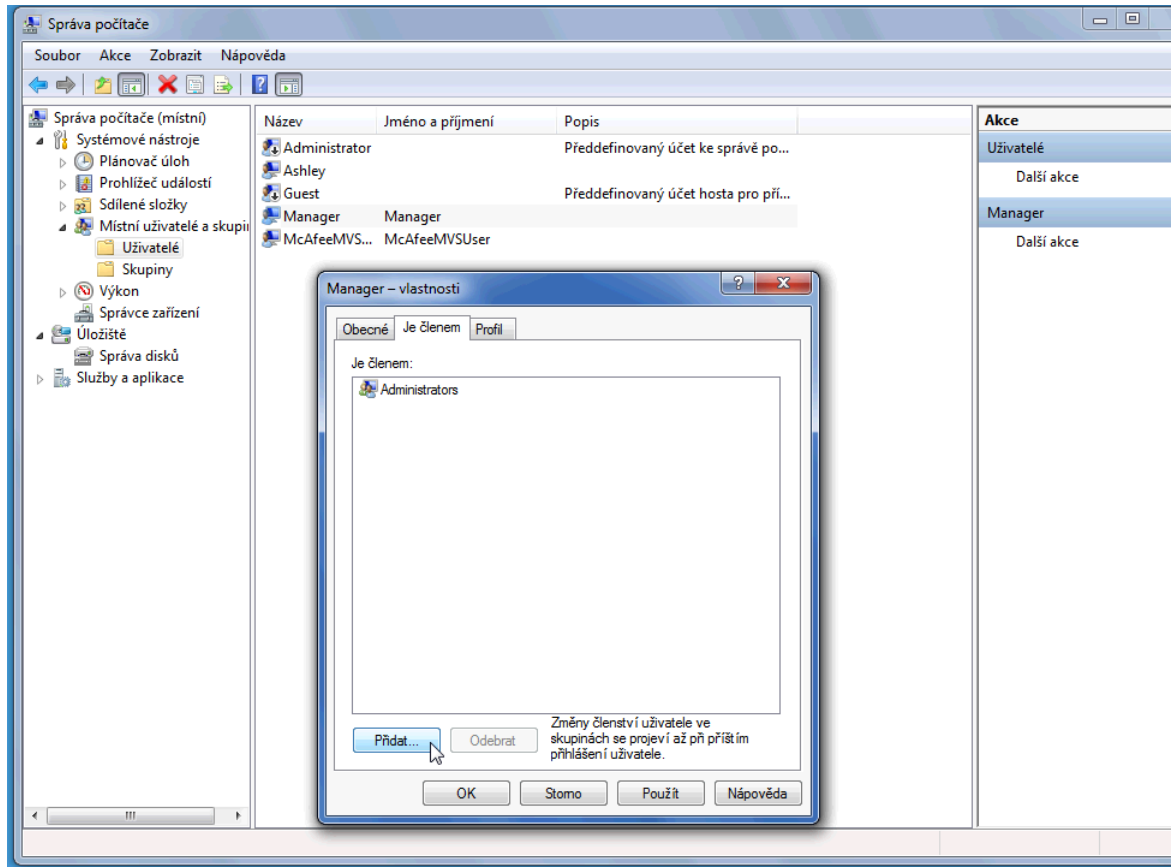 Správa počítače
Soubor Akce Zobrazit Nápověda
Správa počítače (místní)
Systémové nástroje
Plánovač úloh
Prohlížeč událostí
Sdílené složky
Místní uživatelé a skupin
Uživatelé
Skupiny
Výkon
Správce zařízení
Úložiště
Správa disků
Služby a aplikace
Název Jméno a příjmení Popis
Administrator Předdefinovaný účet ke správě po...
Ashley
Guest Předdefinovaný účet hosta pro pří...
Manager Manager
McAfeeMVS... McAfeeMVSUser
Akce
Uživatelé
Další akce
Manager
Další akce
Manager – vlastnosti
Obecné Je členem Profil
Je členem:
Administrators
Přidat... Odebrat
Změny členství uživatele ve
skupinách se projeví až při příštím
přihlášení uživatele.
OK Storno Použít Nápověda